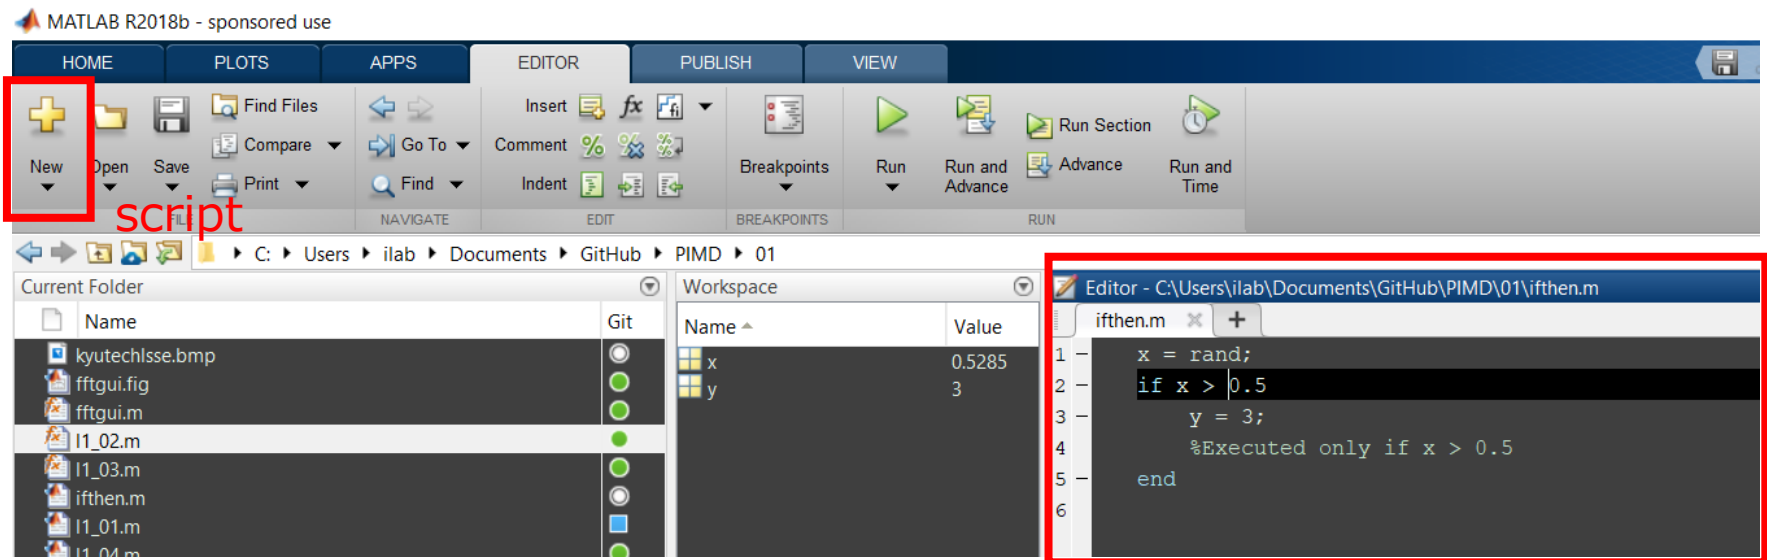 MATLAB R2018b - sponsored use
HOME PLOTS APPS EDITOR PUBLISH VIEW
New
Open
Save
Find Files
Compare
Print
FILE
script
Go To
Find
NAVIGATE
Insert fx fi
Comment % %
Indent
EDIT
Breakpoints
BREAKPOINTS
Run
Run and
Advance
Run Section
Advance
Run and
Time
RUN
C: Users ilab Documents GitHub PIMD 01
Current Folder
Name Git
kyutechlsse.bmp
fftgui.fig
fftgui.m
l1_02.m
l1_03.m
ifthen.m
l1_01.m
l1_04.m
Workspace
Name Value
x 0.5285
y 3
Editor - C:\Users\ilab\Documents\GitHub\PIMD\01\ifthen.m
ifthen.m × +
1 – x = rand;
2 – if x > 0.5
3 – y = 3;
4 %Executed only if x > 0.5
5 – end
6